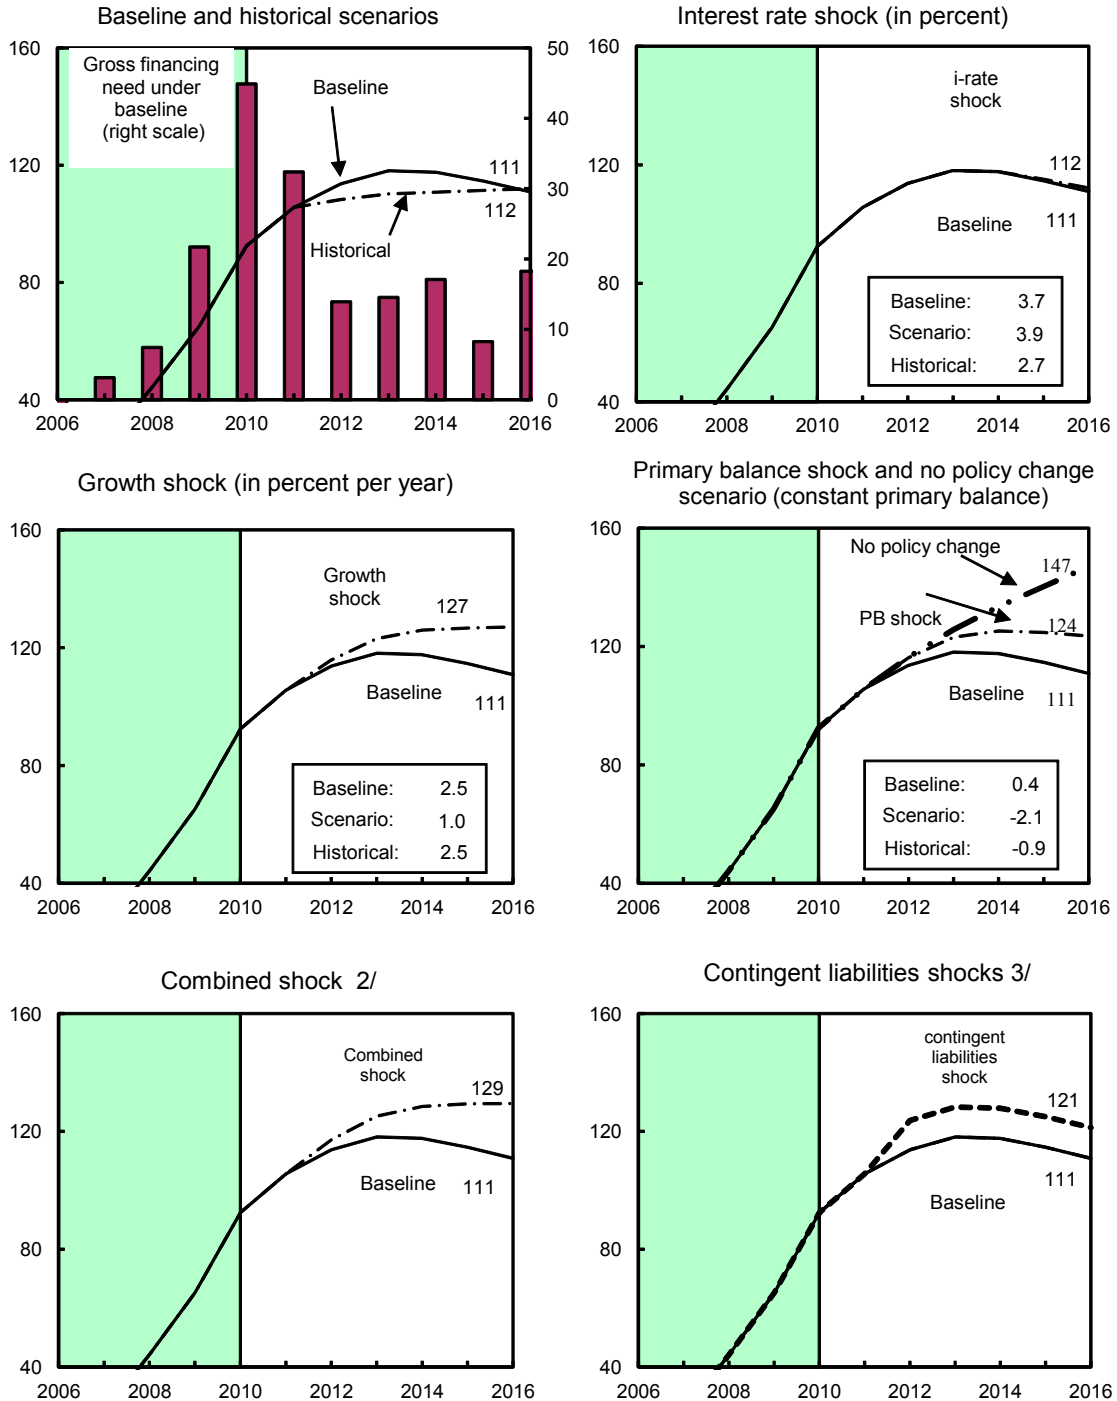 Baseline and historical scenarios
160
120
80
40
50
40
30
20
10
0
Gross financing
need under
baseline
(right scale)
Baseline
111
112
Historical
2006 2008 2010 2012 2014 2016
Interest rate shock (in percent)
160
120
80
40
i-rate
shock
112
Baseline
111
Baseline: 3.7
Scenario: 3.9
Historical: 2.7
2006 2008 2010 2012 2014 2016
Growth shock (in percent per year)
160
120
80
40
Growth
shock
127
Baseline
111
Baseline: 2.5
Scenario: 1.0
Historical: 2.5
2006 2008 2010 2012 2014 2016
Primary balance shock and no policy change
scenario (constant primary balance)
160
120
80
40
No policy change
147
PB shock
124
Baseline
111
Baseline: 0.4
Scenario: -2.1
Historical: -0.9
2006 2008 2010 2012 2014 2016
Combined shock 2/
160
120
80
40
Combined
shock
129
Baseline
111
2006 2008 2010 2012 2014 2016
Contingent liabilities shocks 3/
160
120
80
40
contingent
liabilities
shock
121
111
Baseline
2006 2008 2010 2012 2014 2016